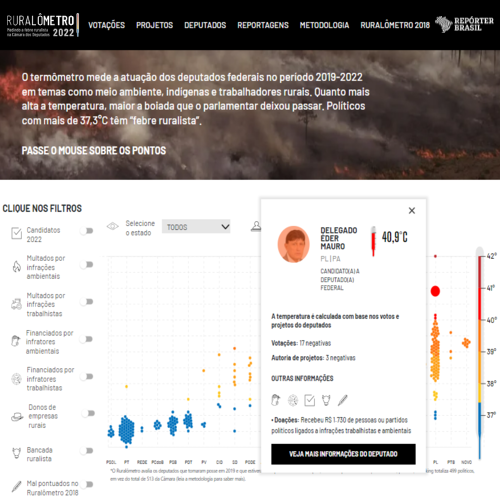 RURALÔMETRO
Medindo a febre ruralista
na Câmara dos Deputados 2022
VOTAÇÕES PROJETOS DEPUTADOS REPORTAGENS METODOLOGIA RURALÔMETRO 2018
REPÓRTER
BRASIL
O termômetro mede a atuação dos deputados federais no período 2019-2022
em temas como meio ambiente, indígenas e trabalhadores rurais. Quanto mais
alta a temperatura, maior a boiada que o parlamentar deixou passar. Políticos
com mais de 37,3°C têm "febre ruralista".
PASSE O MOUSE SOBRE OS PONTOS
CLIQUE NOS FILTROS
Candidatos
2022
Multados por
infrações
ambientais
Multados por
infrações
trabalhistas
Financiados por
infratores
ambientais
Financiados por
infratores
trabalhistas
Donos de
empresas
rurais
Bancada
ruralista
Mal pontuados no
Ruralômetro 2018
Selecione
o estado
TODOS
×
DELEGADO
ÉDER
MAURO
PL | PA
CANDIDATO(A) A
DEPUTADO(A)
FEDERAL
40,9°C
A temperatura é calculada com base nos votos e
projetos do deputados
Votações: 17 negativas
Autoria de projetos: 3 negativas
OUTRAS INFORMAÇÕES
• Doações: Recebeu R$ 1.730 de pessoas ou partidos
políticos ligados a infrações trabalhistas e ambientais
VEJA MAIS INFORMAÇÕES DO DEPUTADO
42°
41°
40°
39°
38°
37°
PSOL PT REDE PCdoB PSB PDT PV CID PSD PODE
PL PTB NOVO
*O Ruralômetro avalia os deputados que tomaram posse em 2019 e que estive
talizou 499 políticos,
em vez do total de 513 da Câmara (leia a metodologia para saber mais).